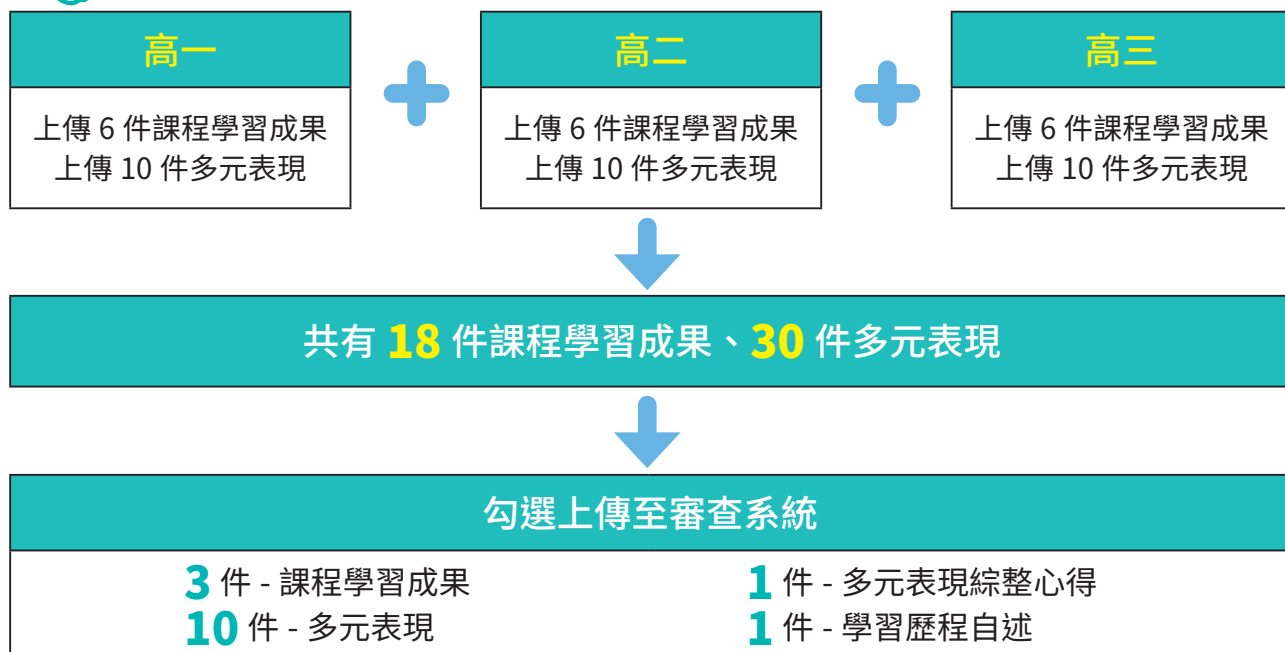 高一
上傳 6 件課程學習成果
上傳 10 件多元表現
高二
上傳 6 件課程學習成果
上傳 10 件多元表現
高三
上傳 6 件課程學習成果
上傳 10 件多元表現
共有 18 件課程學習成果、30 件多元表現
勾選上傳至審查系統
3 件 - 課程學習成果
10 件 - 多元表現
1 件 - 多元表現綜整心得
1 件 - 學習歷程自述